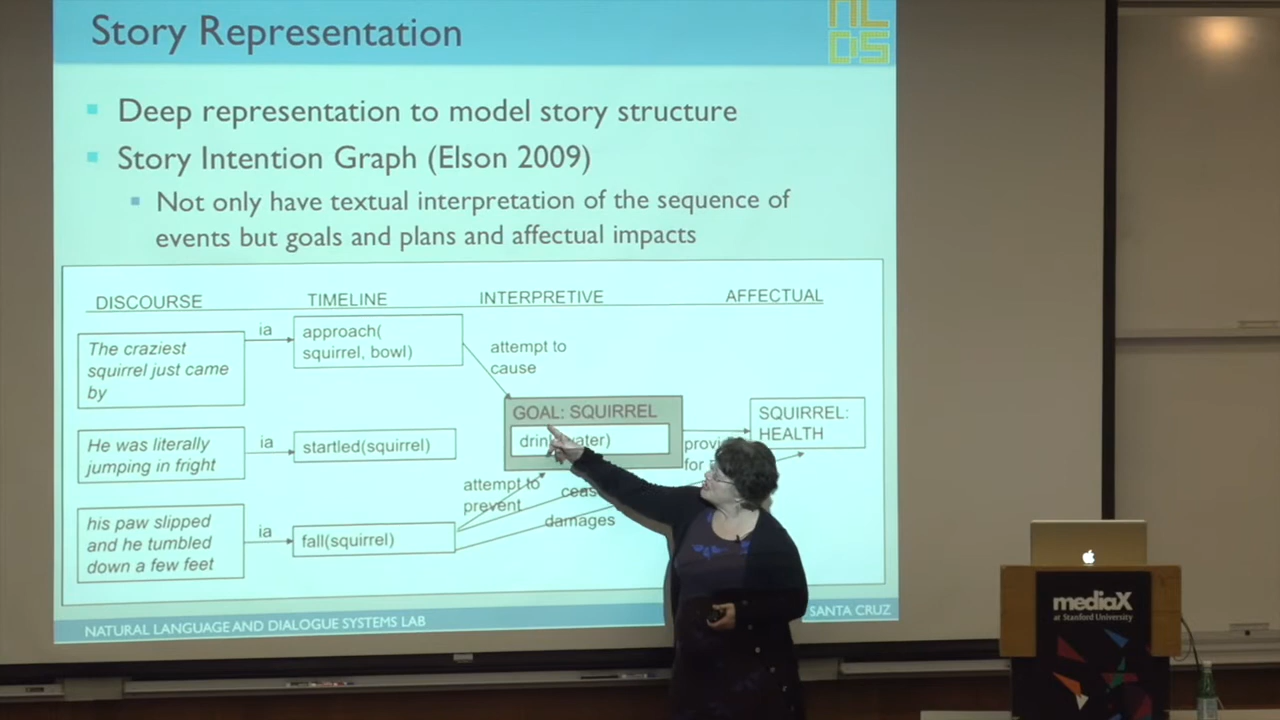 Story Representation
NLDS
Deep representation to model story structure
Story Intention Graph (Elson 2009)
Not only have textual interpretation of the sequence of
events but goals and plans and affectual impacts
DISCOURSE
TIMELINE
INTERPRETIVE
AFFECTUAL
The craziest
squirrel just came
by
ia
approach(
squirrel, bowl)
attempt to
cause
GOAL: SQUIRREL
SQUIRREL:
HEALTH
for
He was literally
jumping in fright
ia
startled(squirrel)
attempt to
prevent
damages
his paw slipped
and he tumbled
down a few feet
ia
fall(squirrel)
NATURAL LANGUAGE AND DIALOGUE SYSTEMS LAB
SANTA CRUZ
mediaX
at Stanford University